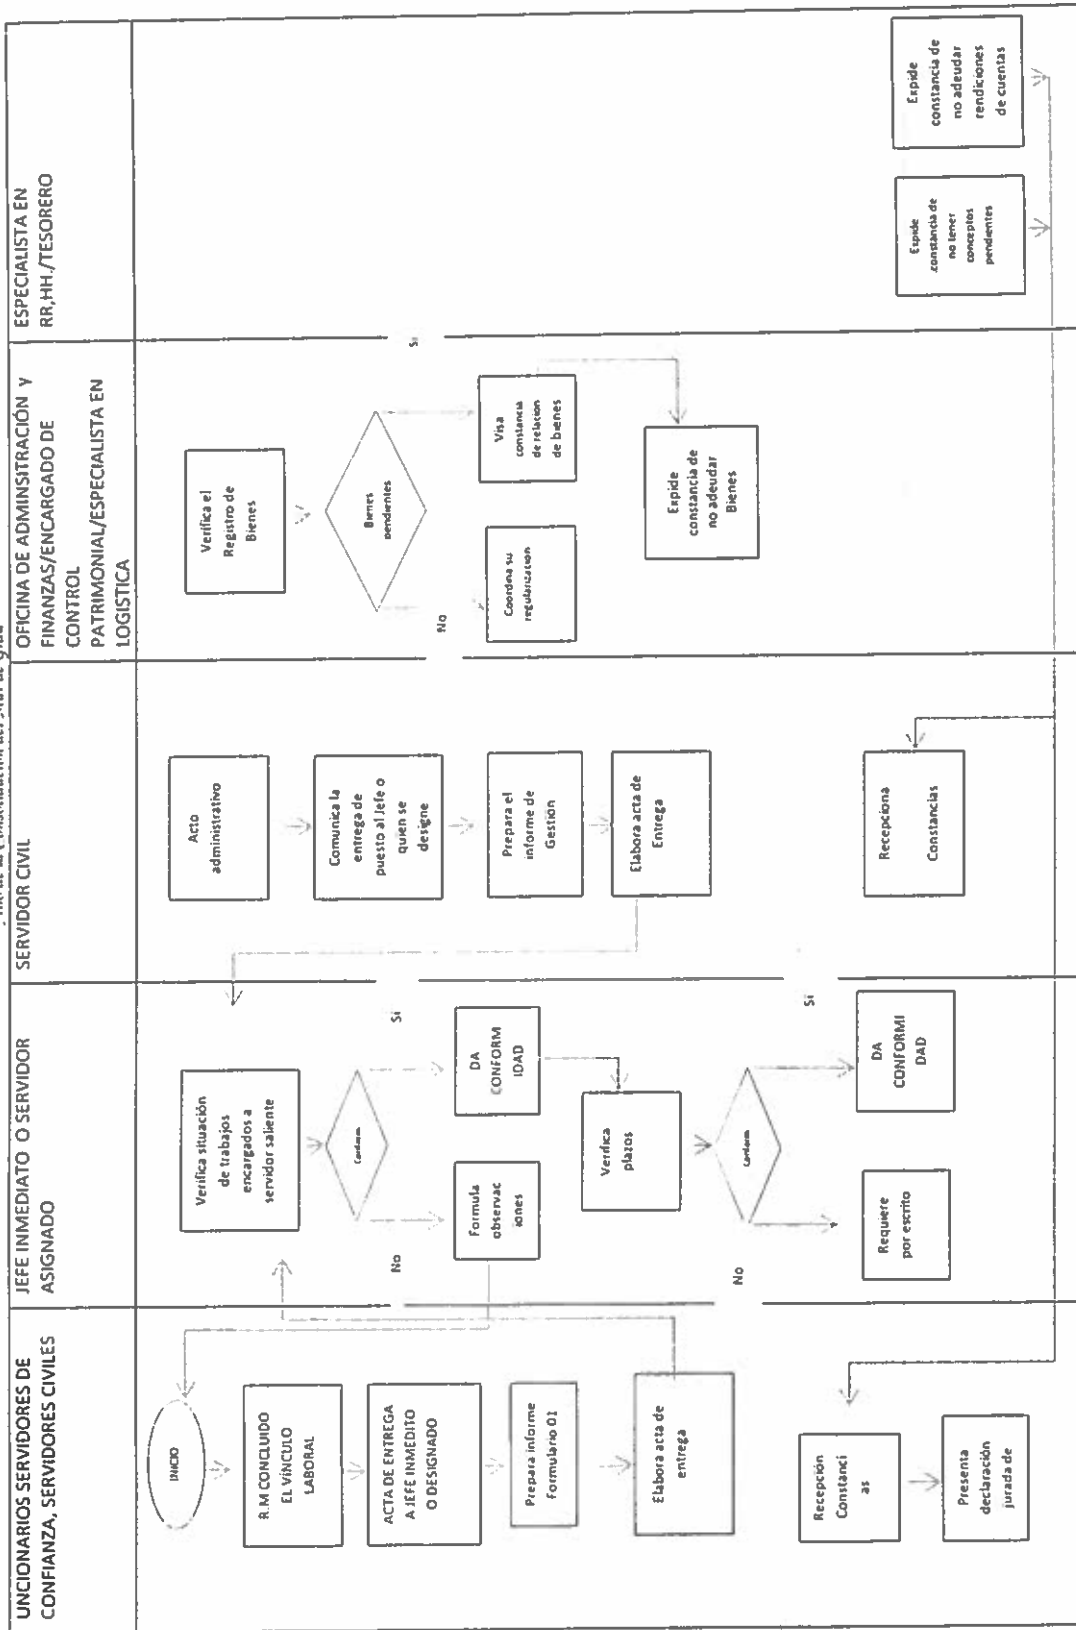 UNCIONARIOS SERVIDORES DE
CONFIANZA, SERVIDORES CIVILES
INICIO
R.M CONCLUIDO
EL VÍNCULO
LABORAL
ACTA DE ENTREGA
A JEFE INMEDITO
O DESIGNADO
Prepara informe
Formulario 01
Elabora acta de
entrega
Recepción
Constanci
as
Presenta
declaración
jurada de
JEFE INMEDIATO O SERVIDOR
ASIGNADO
Verifica situación
de trabajos
encargados a
servidor saliente
Conforme
No
Si
Formula
observac
iones
DA
CONFORM
IDAD
Verifica
plazos
Conforme
No
Si
Requiere
por escrito
DA
CONFORMI
DAD
SERVIDOR CIVIL
Acto
administrativo
Comunica la
entrega de
puesto al Jefe o
quien se
designe
Prepara el
informe de
Gestión
Elabora acta de
Entrega
Recepciona
Constancias
OFICINA DE ADMINSITRACIÓN y
FINANZAS/ENCARGADO DE
CONTROL
PATRIMONIAL/ESPECIALISTA EN
LOGISTICA
Verifica el
Registro de
Bienes
Bienes
pendientes
No
Si
Coordina su
regularizacion
Visa
constancia
de relacion
de bienes
Expide
constancia de
no adeudar
Bienes
ESPECIALISTA EN
RR,HH./TESORERO
Expide
constancia de
no tener
conceptos
pendientes
Expide
constancia de
no adeudar
rendiciones
de cuentas